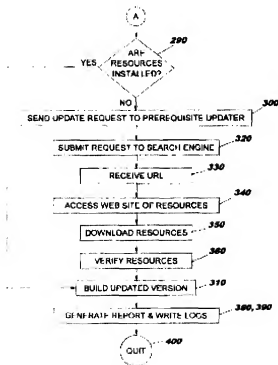 A
290
ARE
RESOURCES
INSTALLED?
YES
NO
300
SEND UPDATE REQUEST TO PREREQUISITE UPDATER
320
SUBMIT REQUEST TO SEARCH ENGINE
330
RECEIVE URL
340
ACCESS WEB SITE OF RESOURCES
350
DOWNLOAD RESOURCES
360
VERIFY RESOURCES
310
BUILD UPDATED VERSION
380, 390
GENERATE REPORT & WRITE LOGS
400
QUIT